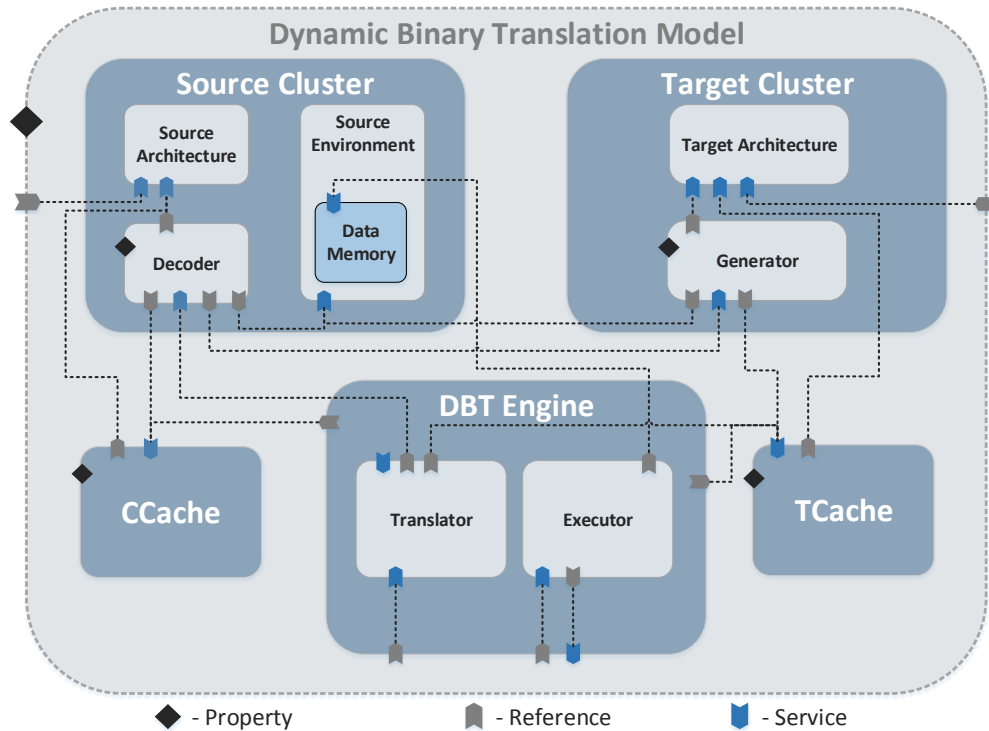 Dynamic Binary Translation Model
Source Cluster
Target Cluster
Source
Architecture
Source
Environment
Target Architecture
Data
Memory
Decoder
Generator
DBT Engine
CCache
Translator
Executor
TCache
- Property
- Reference
- Service